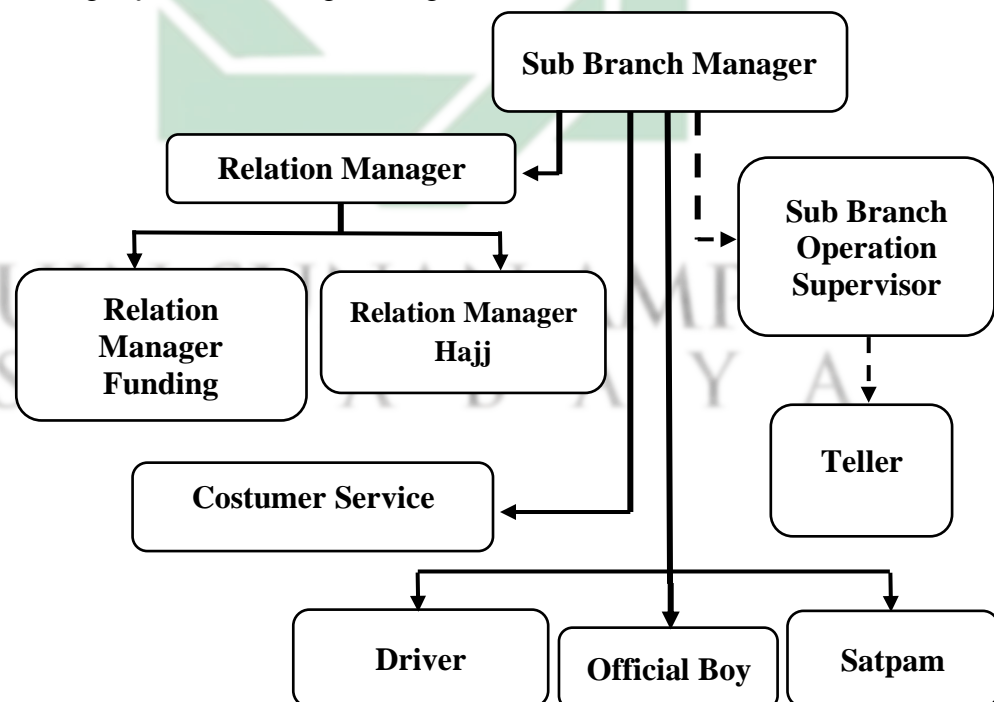 Sub Branch Manager
Relation Manager
Sub Branch
Operation
Supervisor
Relation
Manager
Funding
Relation Manager
Hajj
Teller
Costumer Service
Driver
Official Boy
Satpam